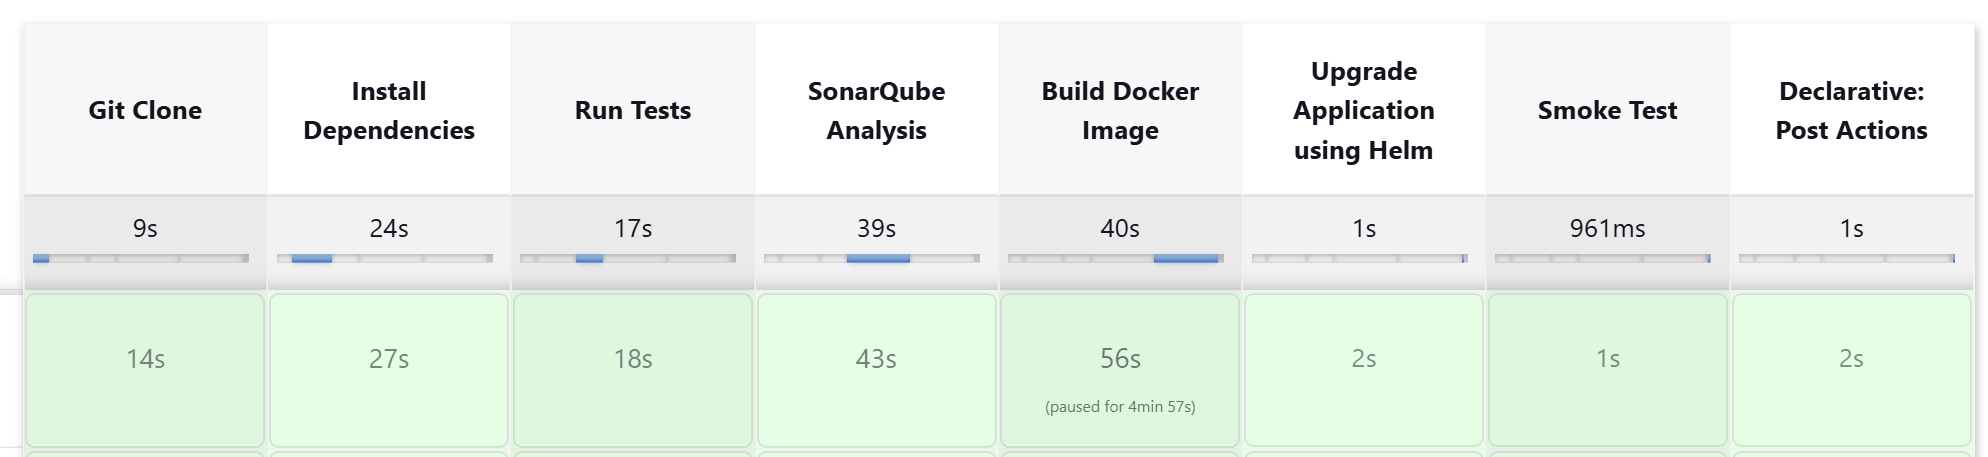 Git Clone
Install
Dependencies
Run Tests
SonarQube
Analysis
Build Docker
Image
Upgrade
Application
using Helm
Smoke Test
Declarative:
Post Actions
9s
24s
17s
39s
40s
1s
961ms
1s
14s
27s
18s
43s
56s
(paused for 4min 57s)
2s
1s
2s